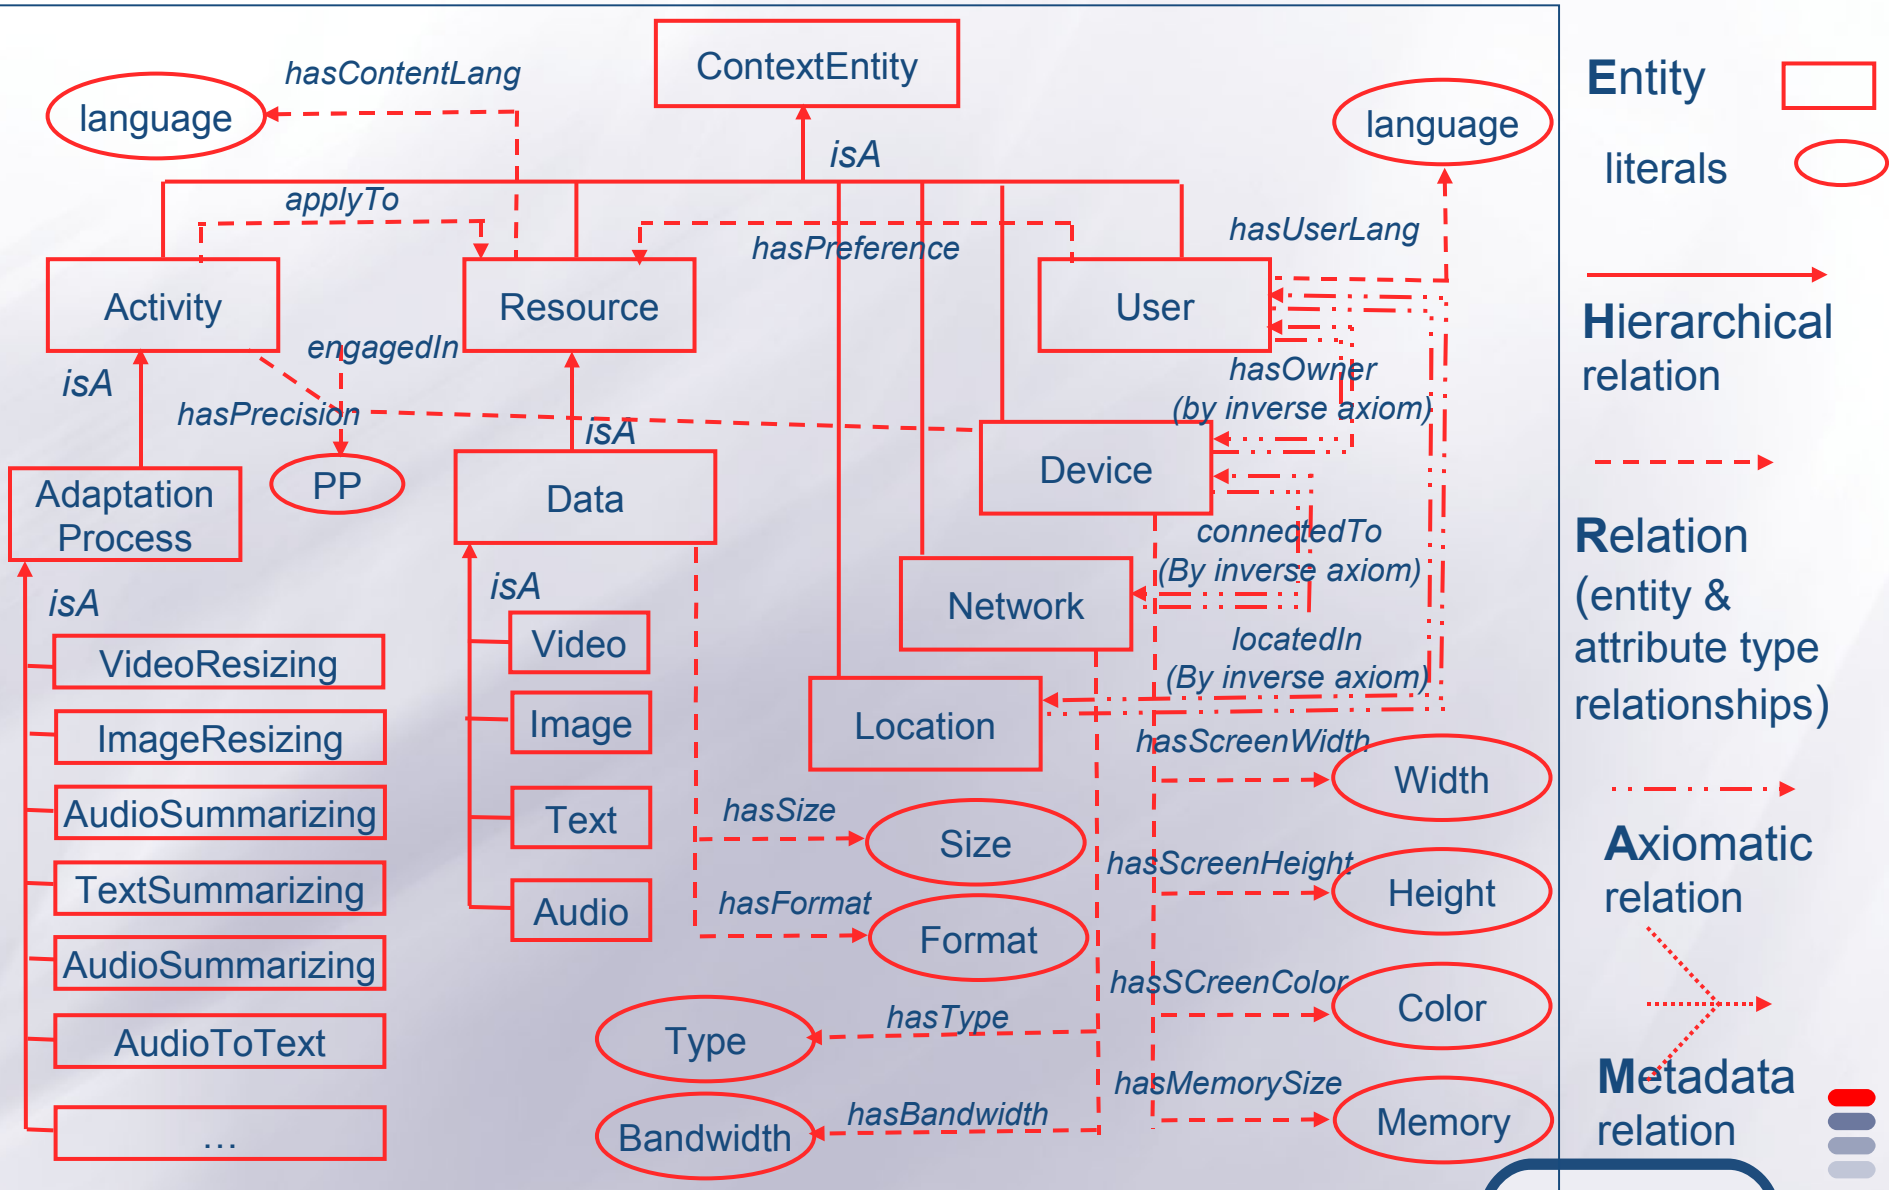 ContextEntity
hasContentLang
language
language
isA
applyTo
hasPreference
hasUserLang
Activity
Resource
User
engagedIn
isA
hasPrecision
hasOwner
(by inverse axiom)
isA
PP
Device
Adaptation
Process
Data
connectedTo
(By inverse axiom)
isA
isA
Network
Video
locatedIn
(By inverse axiom)
VideoResizing
Image
Location
ImageResizing
hasScreenWidth
Width
AudioSummarizing
Text
hasSize
Size
hasScreenHeight
Height
TextSummarizing
Audio
hasFormat
Format
AudioSummarizing
hasSCreenColor
Color
AudioToText
Type
hasType
hasMemorySize
Memory
Bandwidth
hasBandwidth
...
Entity
literals
Hierarchical
relation
Relation
(entity &
attribute type
relationships)
Axiomatic
relation
Metadata
relation